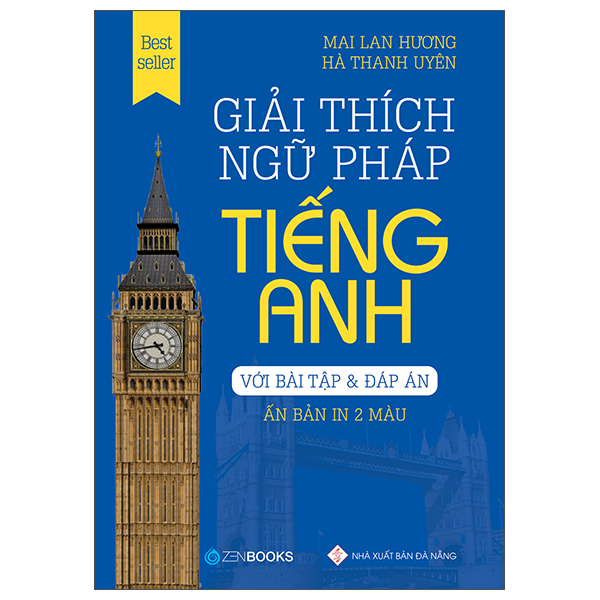 Best
seller
MAI LAN HƯƠNG
HÀ THANH UYÊN
GIẢI THÍCH
NGỮ PHÁP
TIẾNG
ANH
VỚI BÀI TẬP & ĐÁP ÁN
ẤN BẢN IN 2 MÀU
ZENBOOKS
NHÀ XUẤT BẢN ĐÀ NẴNG